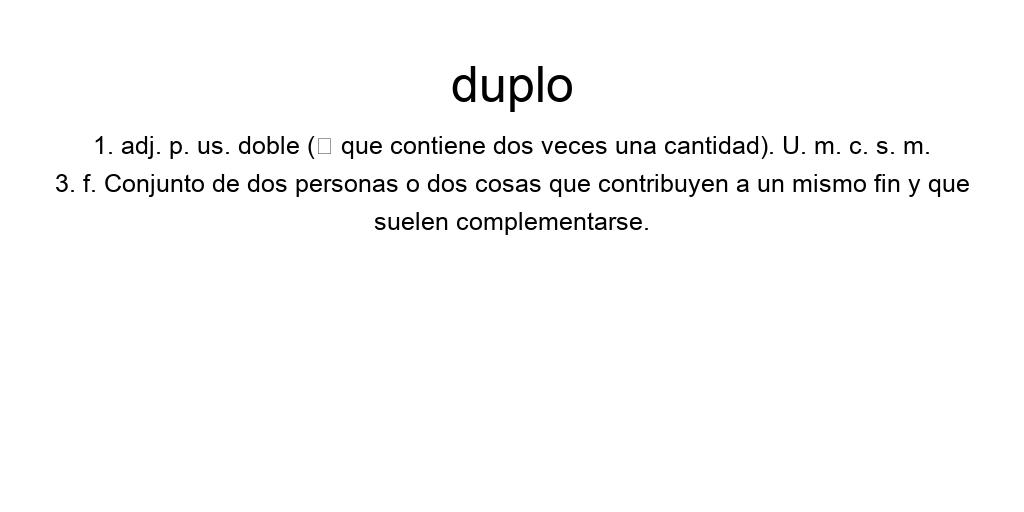 duplo
1. adj. p. us. doble (□ que contiene dos veces una cantidad). U. m. c. s. m.
3. f. Conjunto de dos personas o dos cosas que contribuyen a un mismo fin y que
suelen complementarse.